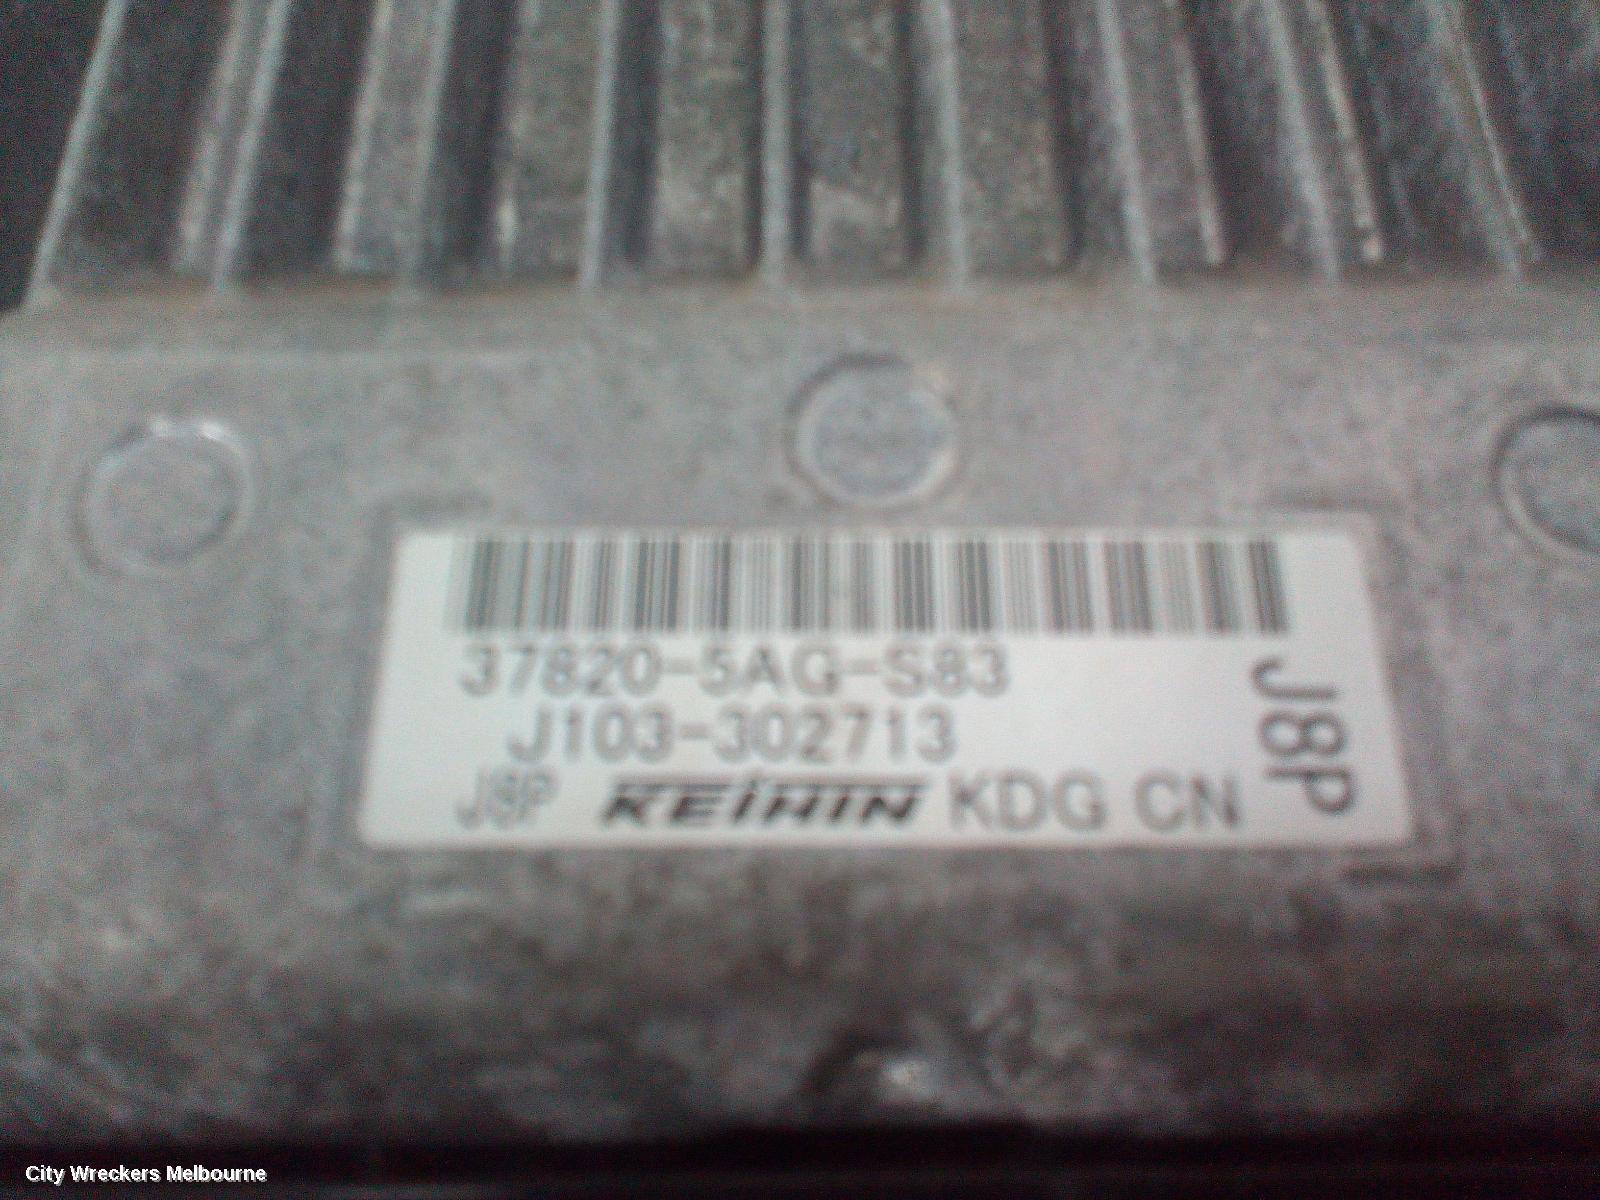 37820-5AG-S83
J103-302713
J8P KEIHIN KDG CN
J8P
City Wreckers Melbourne